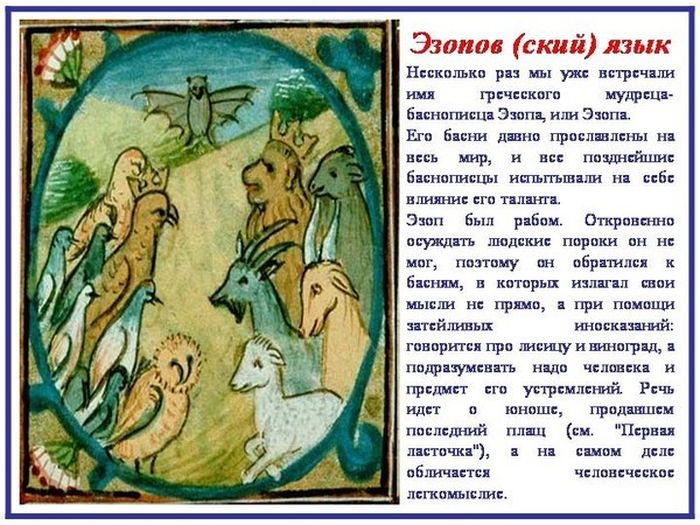 Эзопов (ский) язык
Несколько раз мы уже встречали
имя греческого мудреца-
баснописца Эзопа, или Эзопа.
Его басни давно прославлены на
весь мир, и все позднейшие
баснописцы испытывали на себе
влияние его таланта.
Эзоп был рабом. Откровенно
осуждать людские пороки он не
мог, поэтому он обратился к
басням, в которых излагал свои
мысли не прямо, а при помощи
затейливых иносказаний:
говорится про лисицу и виноград, а
подразумевать надо человека и
предмет его устремлений. Речь
идет о юноше, продавшем
последний плащ (см. "Первая
ласточка"), а на самом деле
обличается человеческое
легкомыслие.